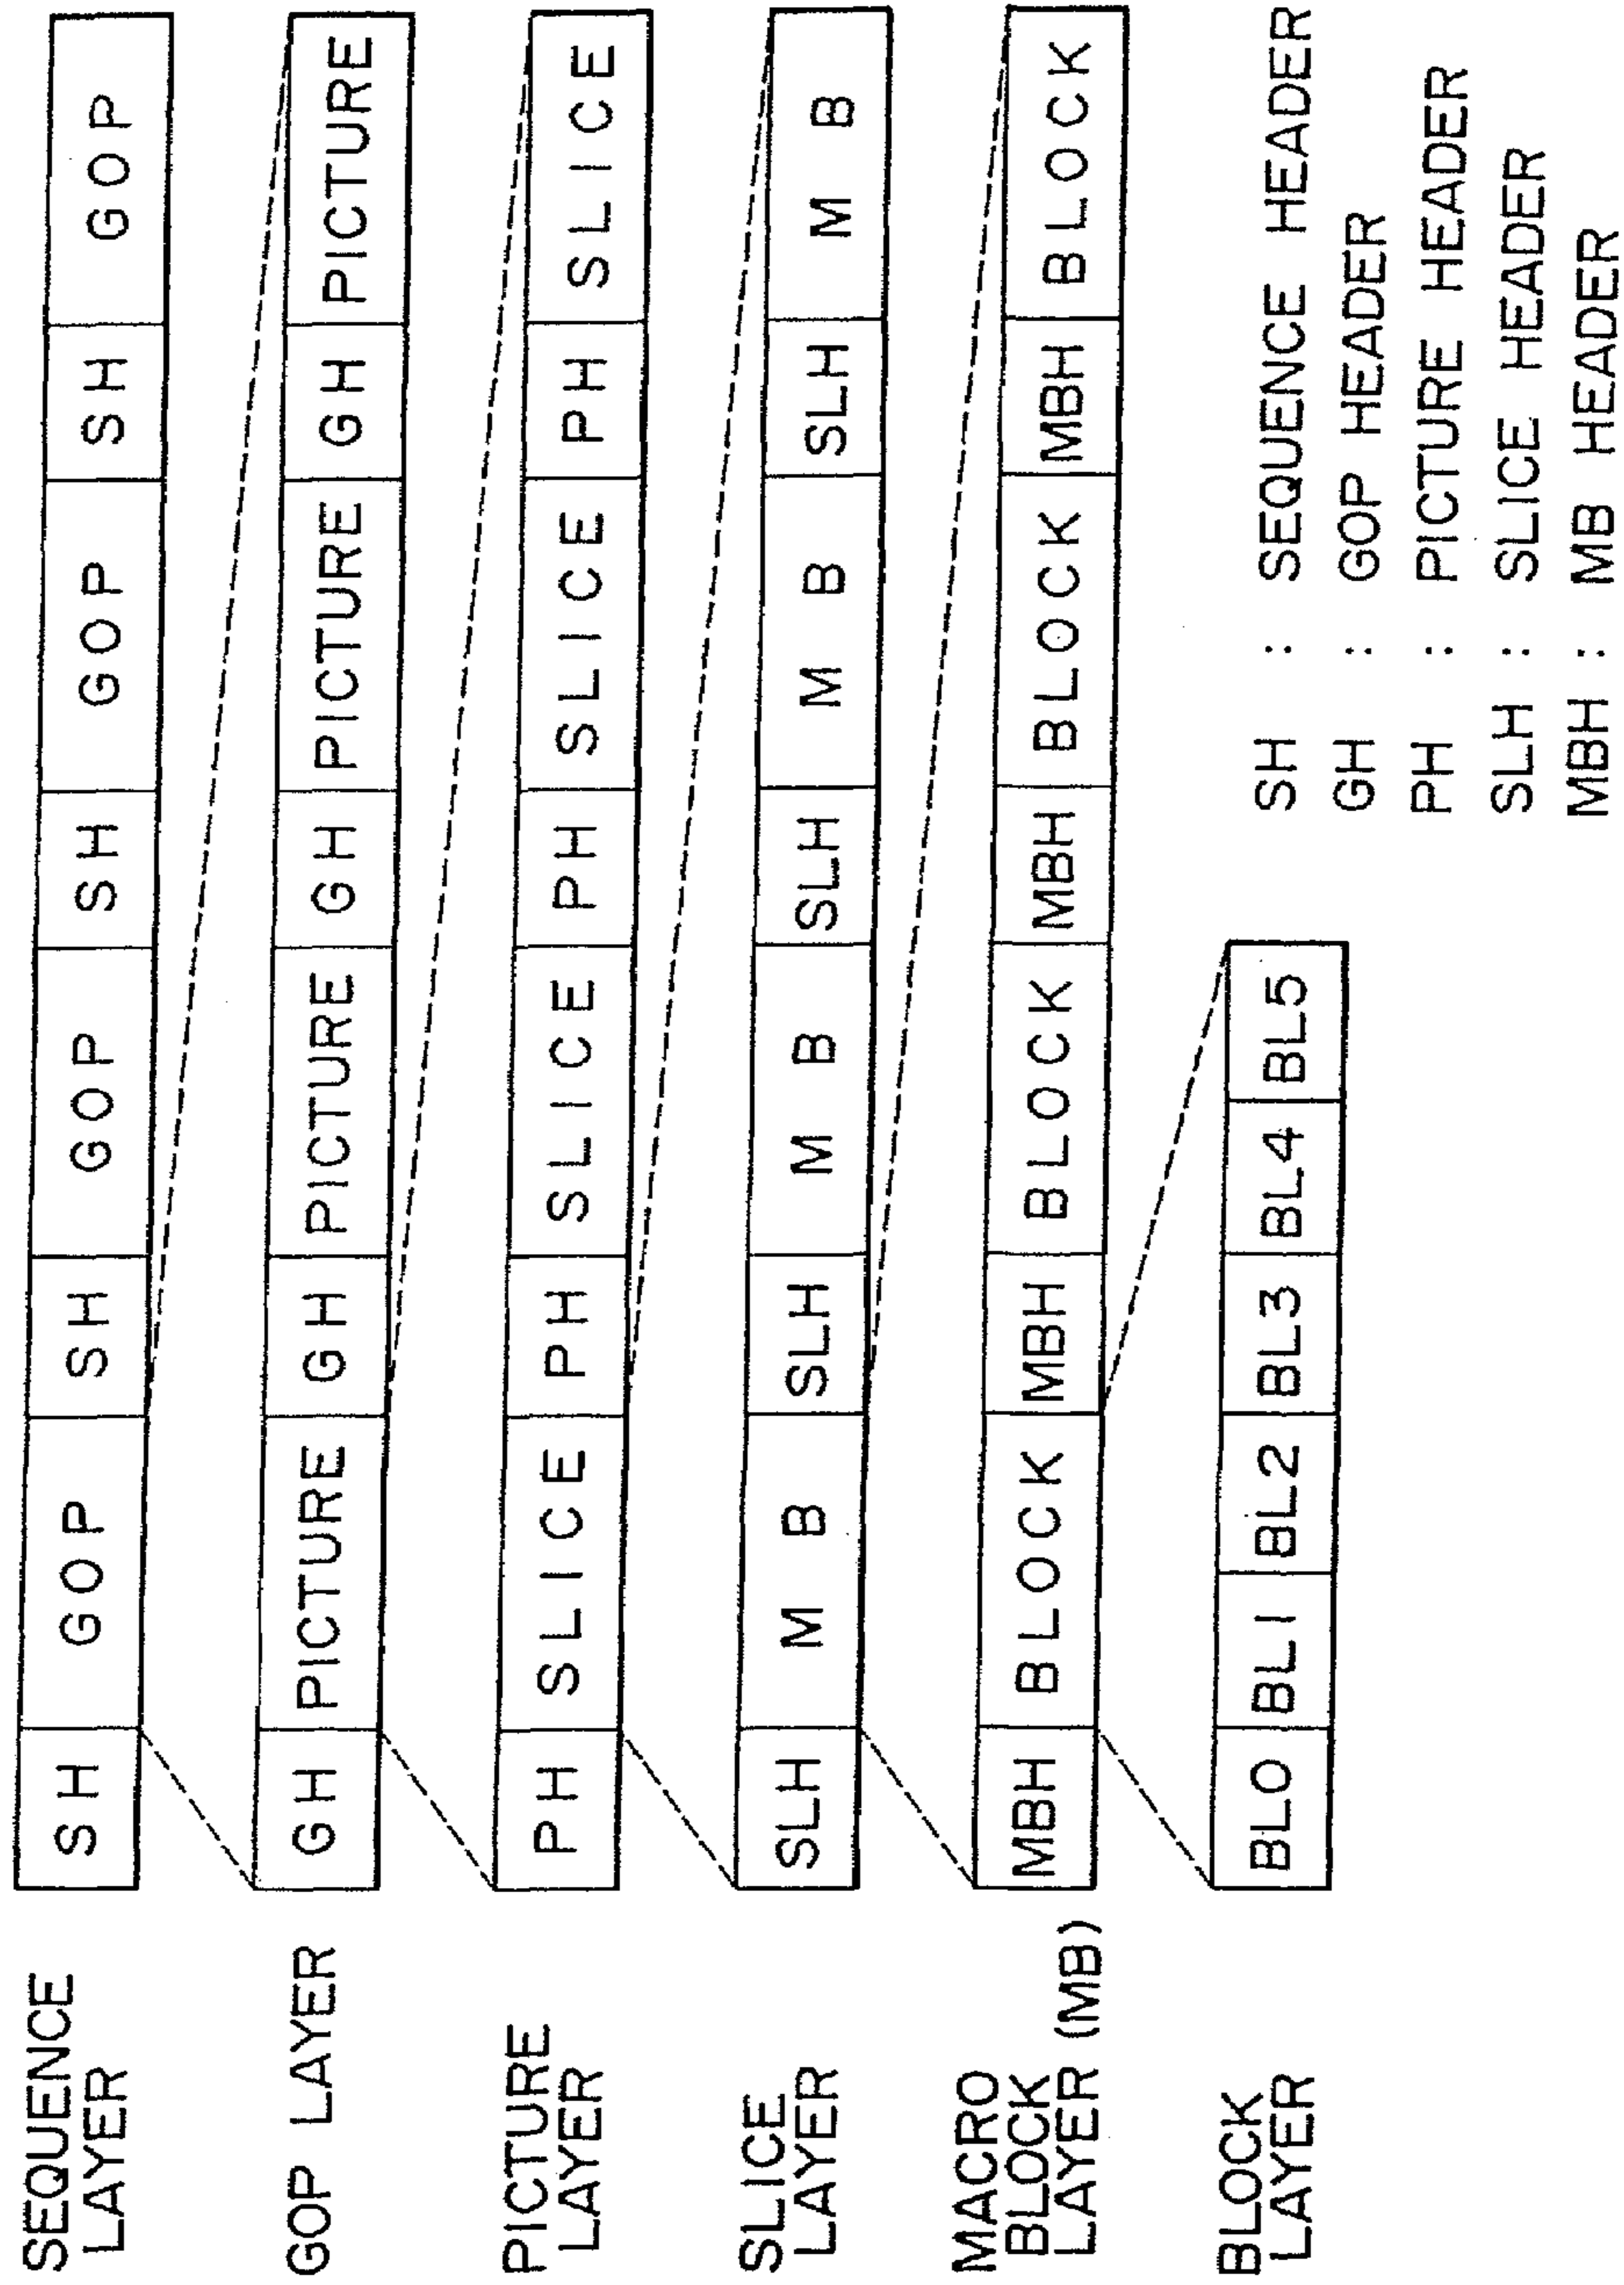 SEQUENCE
LAYER
SH GOP SH GOP SH GOP SH GOP
GOP LAYER
GH PICTURE GH PICTURE GH PICTURE GH PICTURE
PICTURE
LAYER
PH SLICE PH SLICE PH SLICE PH SLICE
SLICE
LAYER
SLH MB SLH MB SLH MB SLH MB
MACRO
BLOCK
LAYER (MB)
MBH BLOCK MBH BLOCK MBH BLOCK MBH BLOCK
BLOCK
LAYER
BL0 BL1 BL2 BL3 BL4 BL5
SH : SEQUENCE HEADER
GH : GOP HEADER
PH : PICTURE HEADER
SLH : SLICE HEADER
MBH : MB HEADER